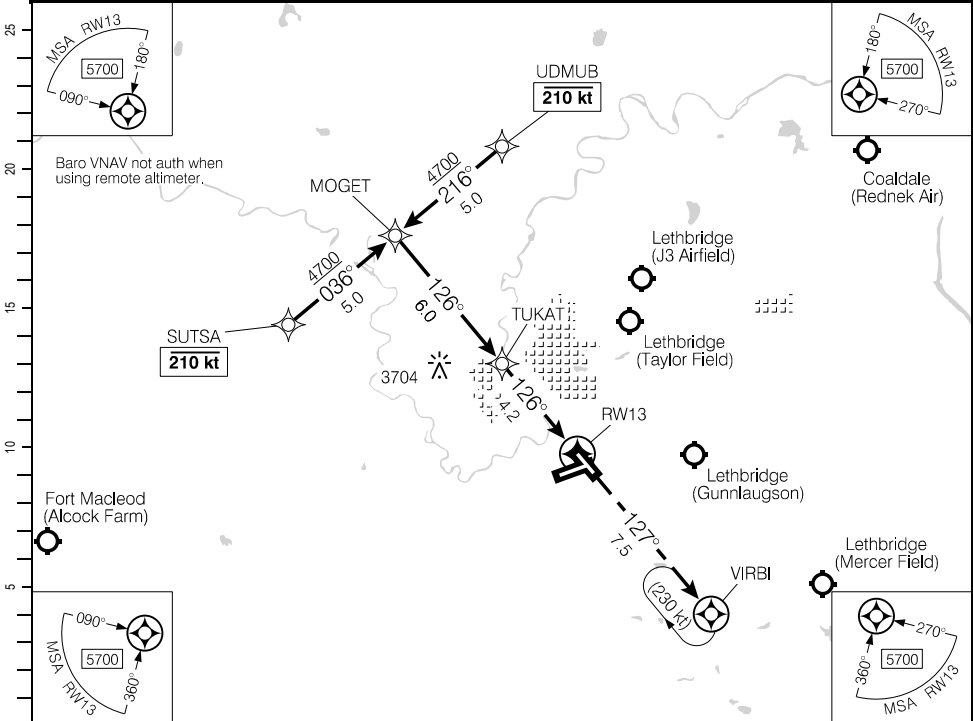 25
20
15
10
5
MSA RW13
5700
180°
090°
Baro VNAV not auth when
using remote altimeter.
UDMUB
210 kt
MSA RW13
5700
180°
270°
Coaldale
(Rednek Air)
4700
216°
5.0
MOGET
Lethbridge
(J3 Airfield)
4700
036°
5.0
126°
6.0
SUTSA
210 kt
TUKAT
Lethbridge
(Taylor Field)
3704
126°
4.2
RW13
Lethbridge
(Gunnlaugson)
Fort Macleod
(Alcock Farm)
127°
7.5
Lethbridge
(Mercer Field)
VIRBI
(230 kt)
090°
5700
360°
MSA RW13
270°
5700
360°
MSA RW13